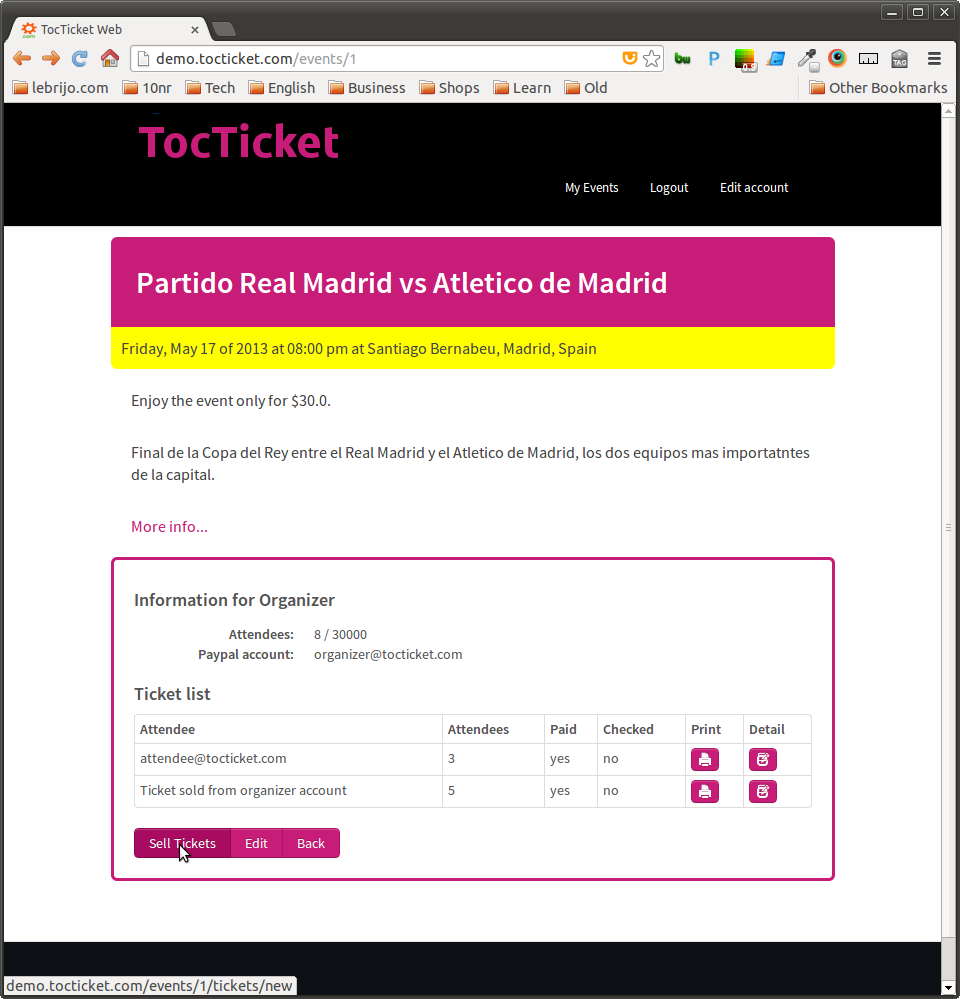 TocTicket Web
demo.tocticket.com/events/1
lebrijo.com 10nr Tech English Business Shops Learn Old Other Bookmarks
TocTicket
My Events Logout Edit account
Partido Real Madrid vs Atletico de Madrid
Friday, May 17 of 2013 at 08:00 pm at Santiago Bernabeu, Madrid, Spain
Enjoy the event only for $30.0.
Final de la Copa del Rey entre el Real Madrid y el Atletico de Madrid, los dos equipos mas importatntes
de la capital.
More info...
Information for Organizer
Attendees: 8 / 30000
Paypal account: organizer@tocticket.com
Ticket list
Attendee Attendees Paid Checked Print Detail
attendee@tocticket.com 3 yes no
Ticket sold from organizer account 5 yes no
Sell Tickets Edit Back
demo.tocticket.com/events/1/tickets/new